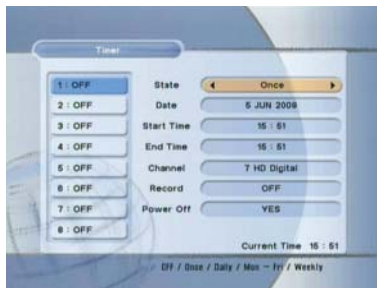 Timer
1 : OFF State Once
2 : OFF Date 5 JUN 2008
3 : OFF Start Time 15 : 51
4 : OFF End Time 15 : 51
5 : OFF Channel 7 HD Digital
6 : OFF Record OFF
7 : OFF Power Off YES
8 : OFF
Current Time 15 : 51
OFF / Once / Daily / Mon - Fri / Weekly